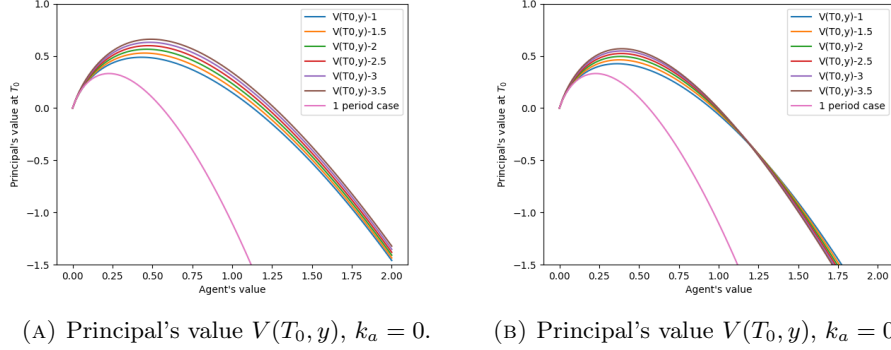 V(T0,y)-1
V(T0,y)-1.5
V(T0,y)-2
V(T0,y)-2.5
V(T0,y)-3
V(T0,y)-3.5
1 period case
Principal's value at T₀
1.0
0.5
0.0
−0.5
−1.0
−1.5
0.00 0.25 0.50 0.75 1.00 1.25 1.50 1.75 2.00
Agent's value
V(T0,y)-1
V(T0,y)-1.5
V(T0,y)-2
V(T0,y)-2.5
V(T0,y)-3
V(T0,y)-3.5
1 period case
Principal's value at T₀
1.0
0.5
0.0
−0.5
−1.0
−1.5
0.00 0.25 0.50 0.75 1.00 1.25 1.50 1.75 2.00
Agent's value
(A) Principal's value V(T₀, y), kₐ = 0.
(B) Principal's value V(T₀, y), kₐ = 0